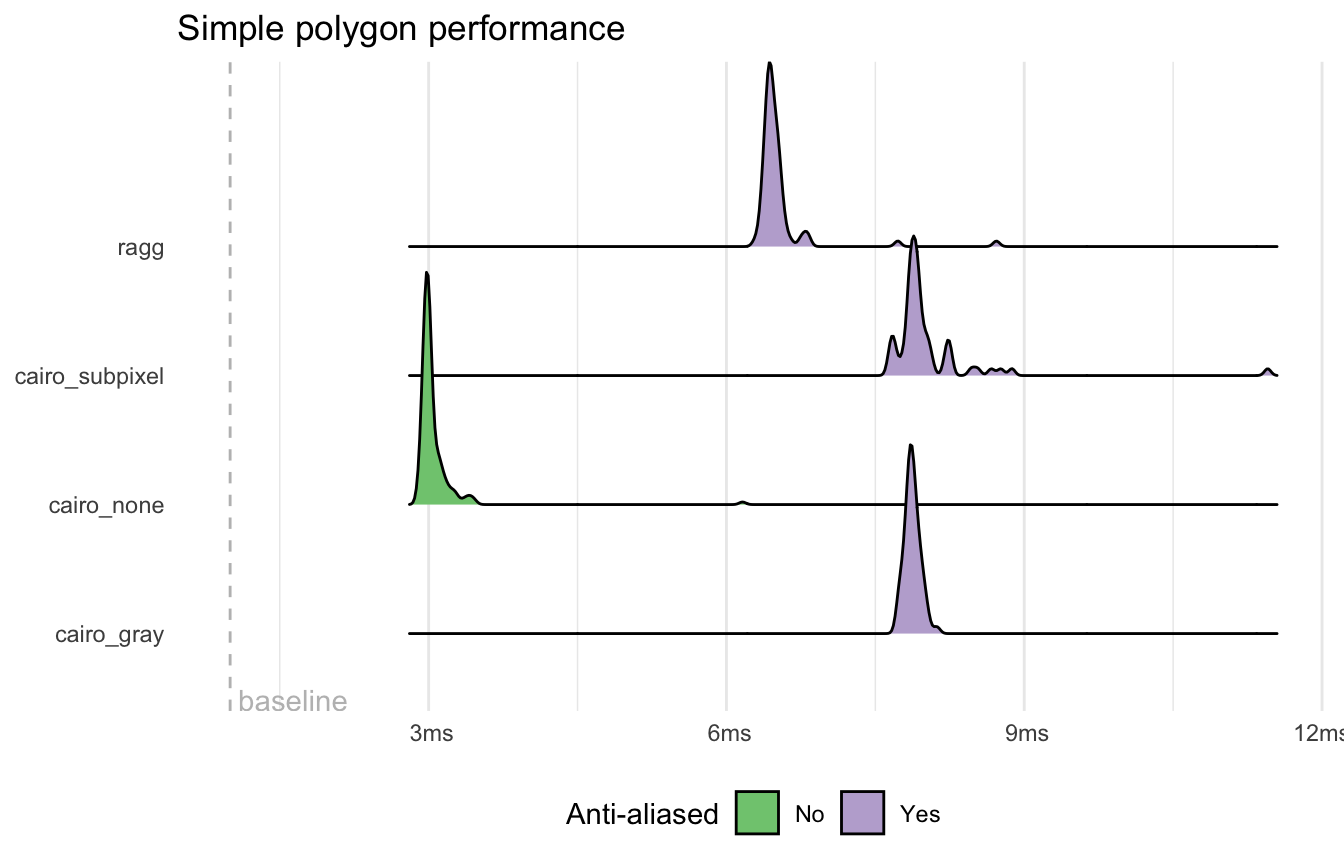 Simple polygon performance
ragg
cairo_subpixel
cairo_none
cairo_gray
baseline
3ms 6ms 9ms 12ms
Anti-aliased No Yes